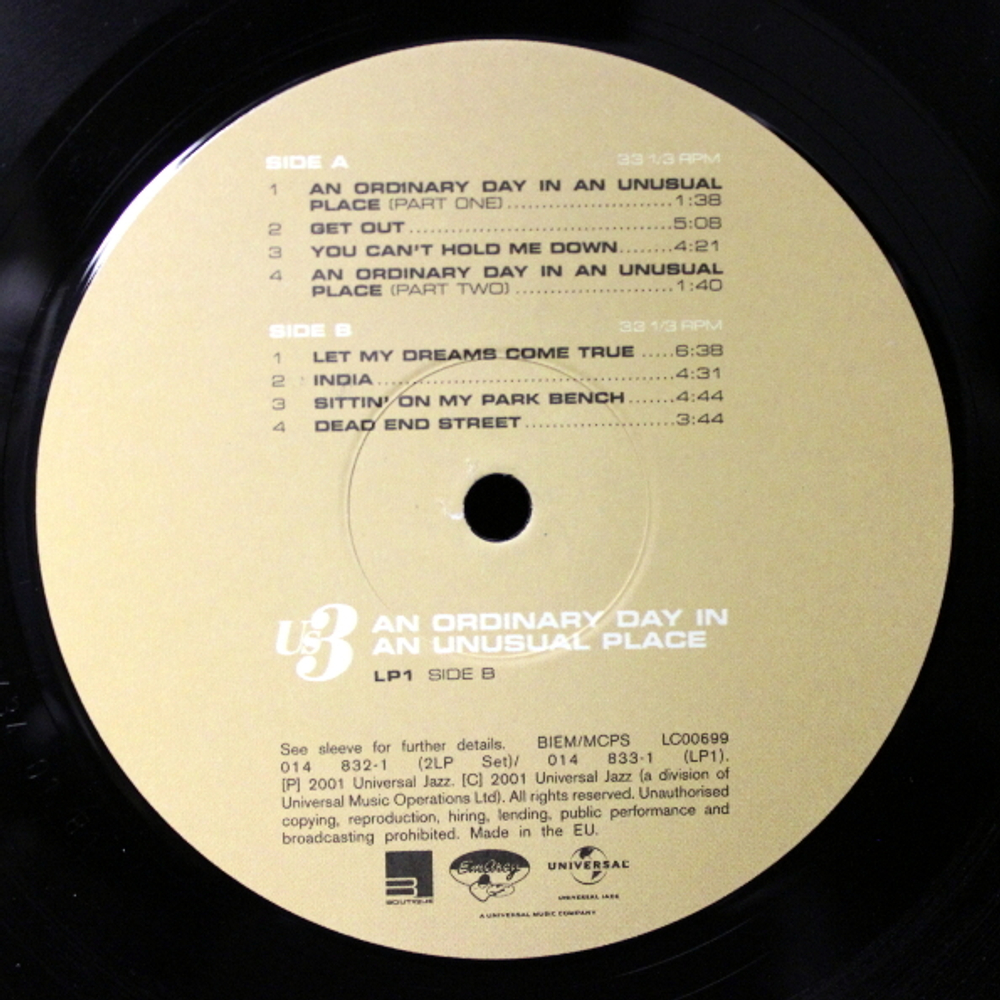 SIDE A 33 1/3 RPM
1 AN ORDINARY DAY IN AN UNUSUAL
PLACE (PART ONE)........................1:38
2 GET OUT......................................5:08
3 YOU CAN'T HOLD ME DOWN........4:21
4 AN ORDINARY DAY IN AN UNUSUAL
PLACE (PART TWO).......................1:40
SIDE B 33 1/3 RPM
1 LET MY DREAMS COME TRUE .....6:38
2 INDIA...........................................4:31
3 SITTIN' ON MY PARK BENCH.......4:44
4 DEAD END STREET......................3:44
Us3 AN ORDINARY DAY IN
AN UNUSUAL PLACE
LP1 SIDE B
See sleeve for further details. BIEM/MCPS LC00699
014 832-1 (2LP Set)/ 014 833-1 (LP1).
[P] 2001 Universal Jazz. [C] 2001 Universal Jazz (a division of
Universal Music Operations Ltd). All rights reserved. Unauthorised
copying, reproduction, hiring, lending, public performance and
broadcasting prohibited. Made in the EU.
BOUTIQUE EmArcy UNIVERSAL
UNIVERSAL JAZZ
A UNIVERSAL MUSIC COMPANY